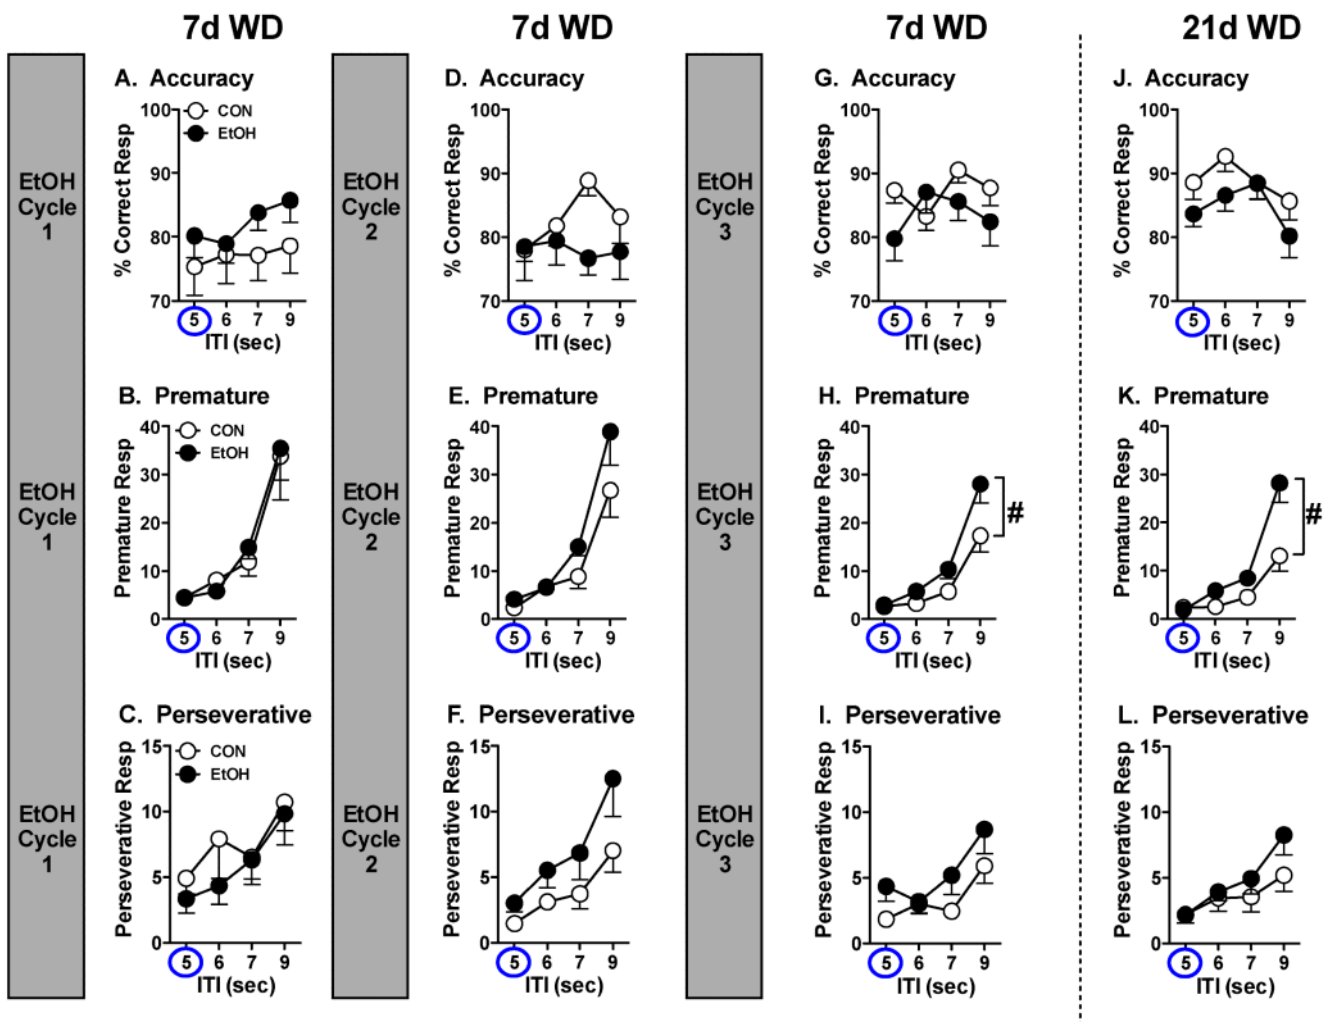 7d WD
7d WD
7d WD
21d WD
EtOH
Cycle
1
EtOH
Cycle
1
EtOH
Cycle
1
A. Accuracy
% Correct Resp
100
90
80
70
CON
EtOH
5 6 7 9
ITI (sec)
B. Premature
Premature Resp
40
30
20
10
0
CON
EtOH
5 6 7 9
ITI (sec)
C. Perseverative
Perseverative Resp
15
10
5
0
CON
EtOH
5 6 7 9
ITI (sec)
EtOH
Cycle
2
EtOH
Cycle
2
EtOH
Cycle
2
D. Accuracy
% Correct Resp
100
90
80
70
5 6 7 9
ITI (sec)
E. Premature
Premature Resp
40
30
20
10
0
5 6 7 9
ITI (sec)
F. Perseverative
Perseverative Resp
15
10
5
0
5 6 7 9
ITI (sec)
EtOH
Cycle
3
EtOH
Cycle
3
EtOH
Cycle
3
G. Accuracy
% Correct Resp
100
90
80
70
5 6 7 9
ITI (sec)
H. Premature
Premature Resp
40
30
20
10
0
#
5 6 7 9
ITI (sec)
I. Perseverative
Perseverative Resp
15
10
5
0
5 6 7 9
ITI (sec)
J. Accuracy
% Correct Resp
100
90
80
70
5 6 7 9
ITI (sec)
K. Premature
Premature Resp
40
30
20
10
0
#
5 6 7 9
ITI (sec)
L. Perseverative
Perseverative Resp
15
10
5
0
5 6 7 9
ITI (sec)